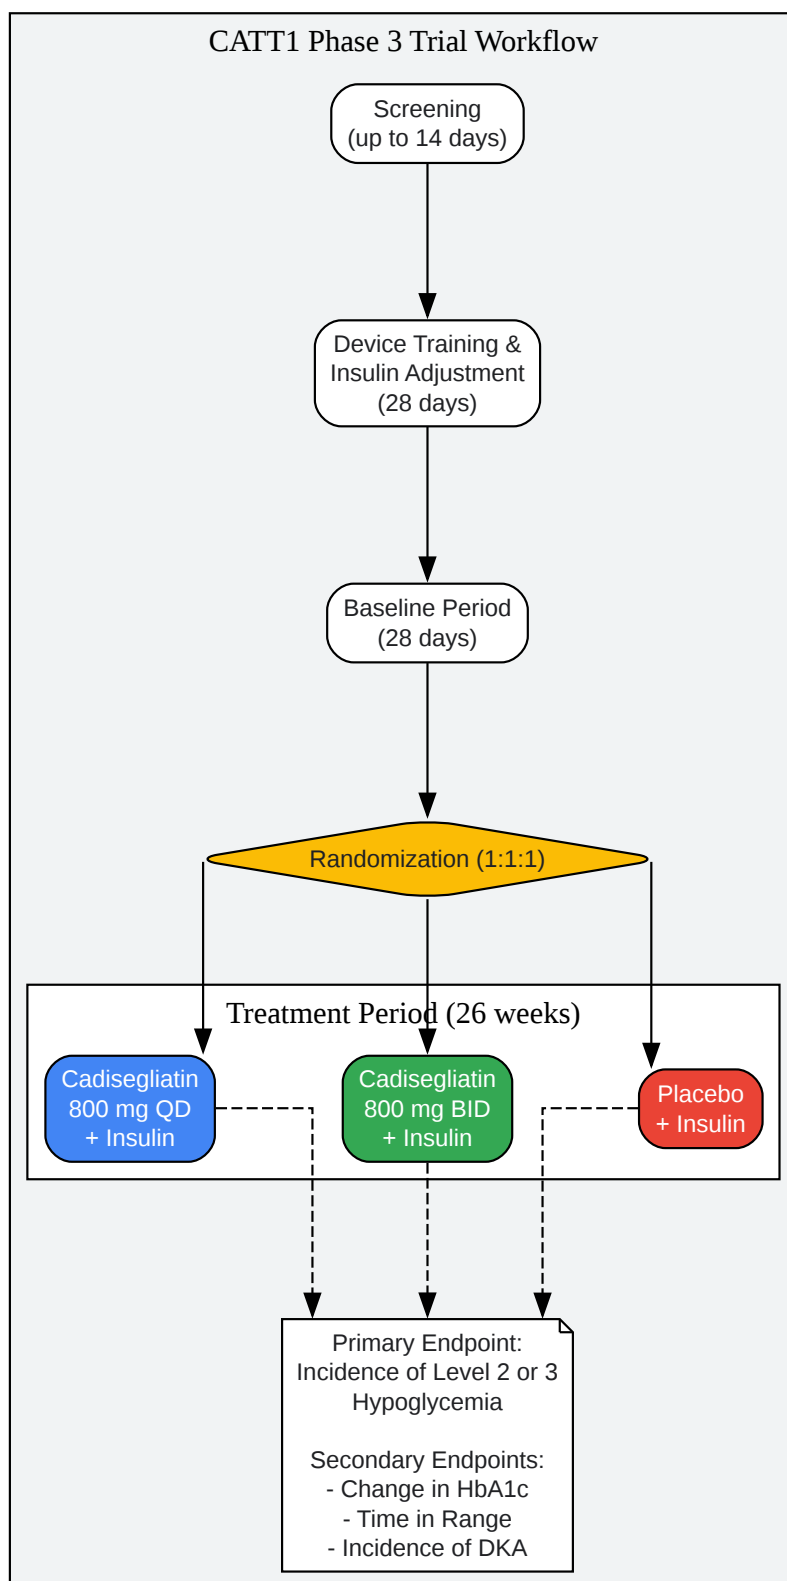 CATT1 Phase 3 Trial Workflow
Screening
(up to 14 days)
Device Training &
Insulin Adjustment
(28 days)
Baseline Period
(28 days)
Randomization (1:1:1)
Treatment Period (26 weeks)
Cadisegliatin
800 mg QD
+ Insulin
Cadisegliatin
800 mg BID
+ Insulin
Placebo
+ Insulin
Primary Endpoint:
Incidence of Level 2 or 3
Hypoglycemia
Secondary Endpoints:
- Change in HbA1c
- Time in Range
- Incidence of DKA